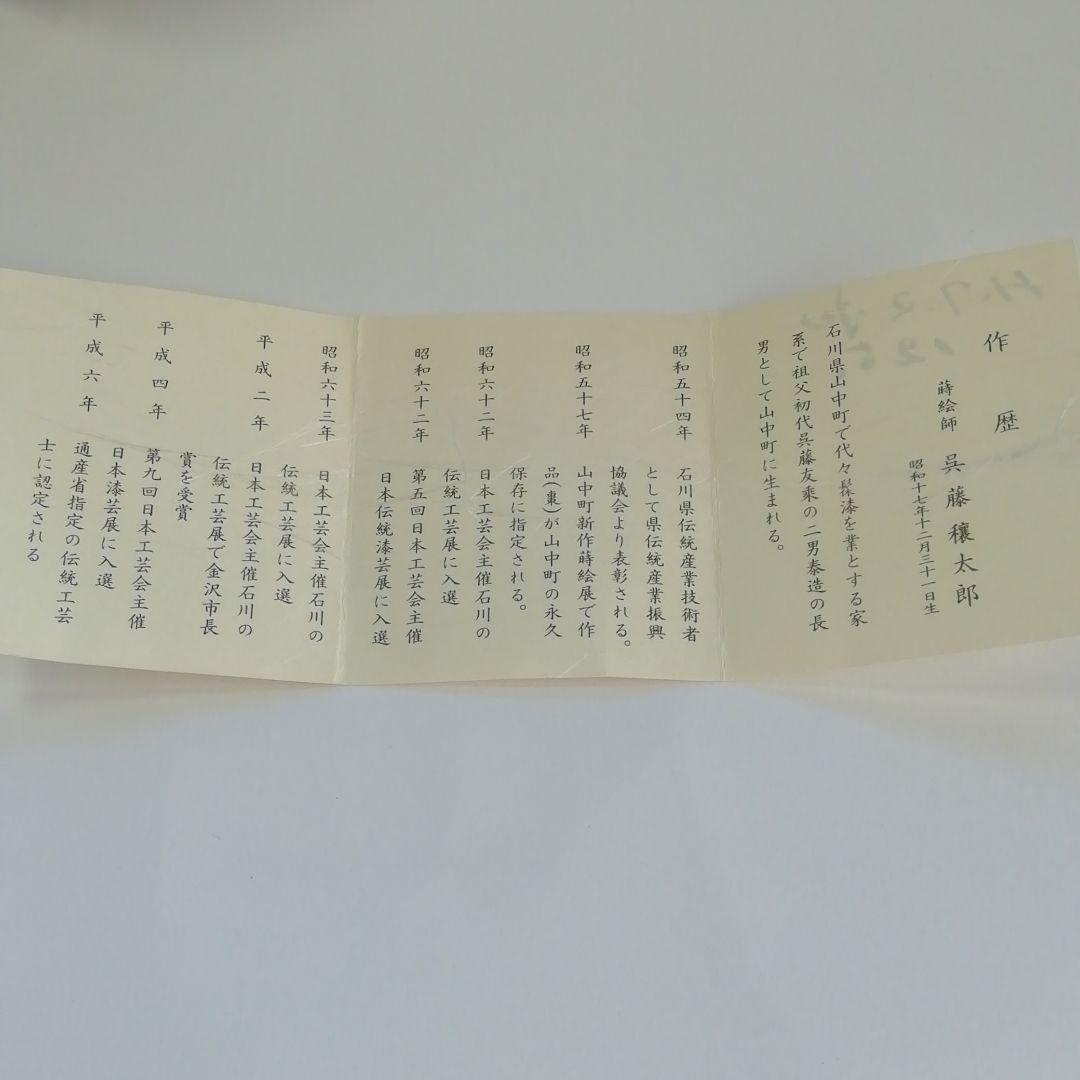 作歴
蒔絵師 呉藤穰太郎
昭和十七年十二月三十一日生
石川県山中町で代々髹漆を業とする家
系で祖父初代呉藤友乗の二男泰造の長
男として山中町に生まれる。
昭和五十四年 石川県伝統産業技術者
として県伝統産業振興
協議会より表彰される。
昭和五十七年 山中町新作蒔絵展で作
品(棗)が山中町の永久
保存に指定される。
昭和六十二年 日本工芸会主催石川の
伝統工芸展に入選
昭和六十二年 第五回日本工芸会主催
日本伝統漆芸展に入選
昭和六十三年 日本工芸会主催石川の
伝統工芸展に入選
平成二年 日本工芸会主催石川の
伝統工芸展で金沢市長
賞を受賞
平成四年 第九回日本工芸会主催
日本漆芸展に入選
平成六年 通産省指定の伝統工芸
士に認定される